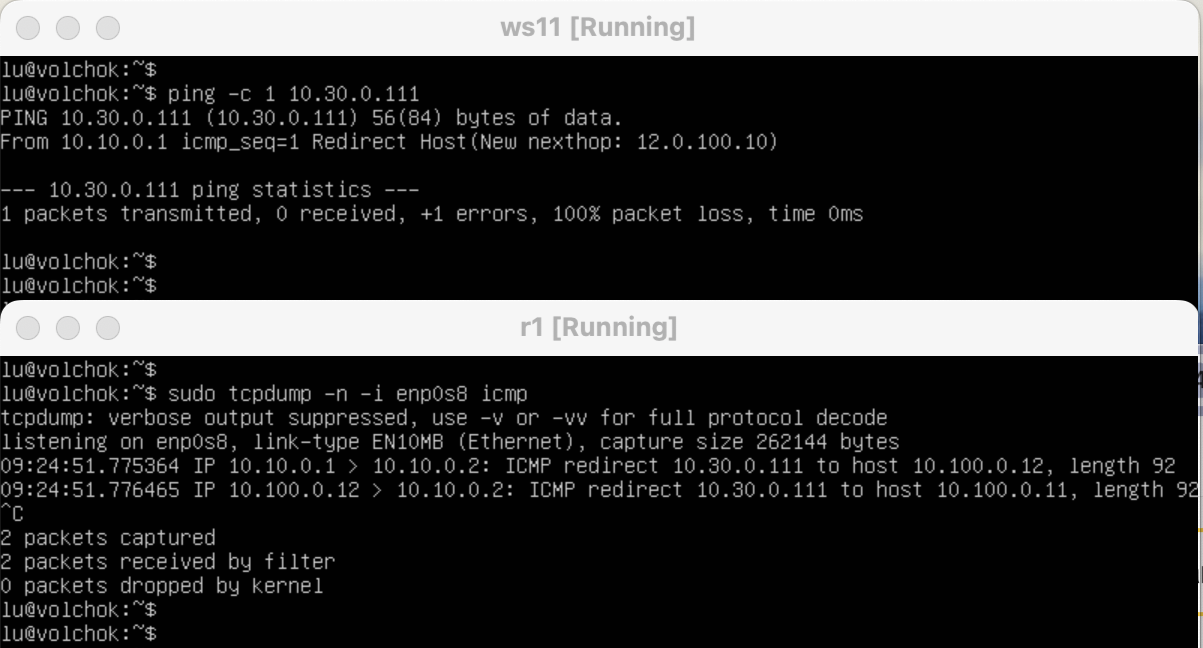 ws11 [Running]
lu@volchok:~$
lu@volchok:~$ ping -c 1 10.30.0.111
PING 10.30.0.111 (10.30.0.111) 56(84) bytes of data.
From 10.10.0.1 icmp_seq=1 Redirect Host(New nexthop: 12.0.100.10)
--- 10.30.0.111 ping statistics ---
1 packets transmitted, 0 received, +1 errors, 100% packet loss, time 0ms
lu@volchok:~$
lu@volchok:~$
r1 [Running]
lu@volchok:~$
lu@volchok:~$ sudo tcpdump -n -i enp0s8 icmp
tcpdump: verbose output suppressed, use -v or -vv for full protocol decode
listening on enp0s8, link-type EN10MB (Ethernet), capture size 262144 bytes
09:24:51.775364 IP 10.10.0.1 > 10.10.0.2: ICMP redirect 10.30.0.111 to host 10.100.0.12, length 92
09:24:51.776465 IP 10.100.0.12 > 10.10.0.2: ICMP redirect 10.30.0.111 to host 10.100.0.11, length 92
^C
2 packets captured
2 packets received by filter
0 packets dropped by kernel
lu@volchok:~$
lu@volchok:~$